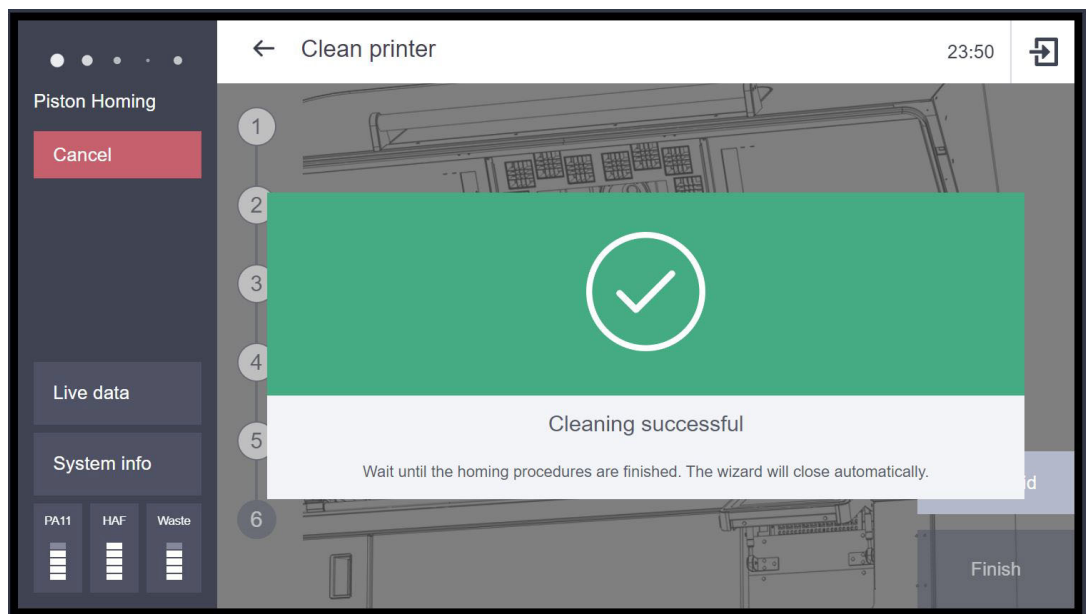 Clean printer
23:50
Piston Homing
Cancel
1
2
3
4
5
6
Cleaning successful
Wait until the homing procedures are finished. The wizard will close automatically.
Live data
System info
PA11 HAF Waste
id
Finish